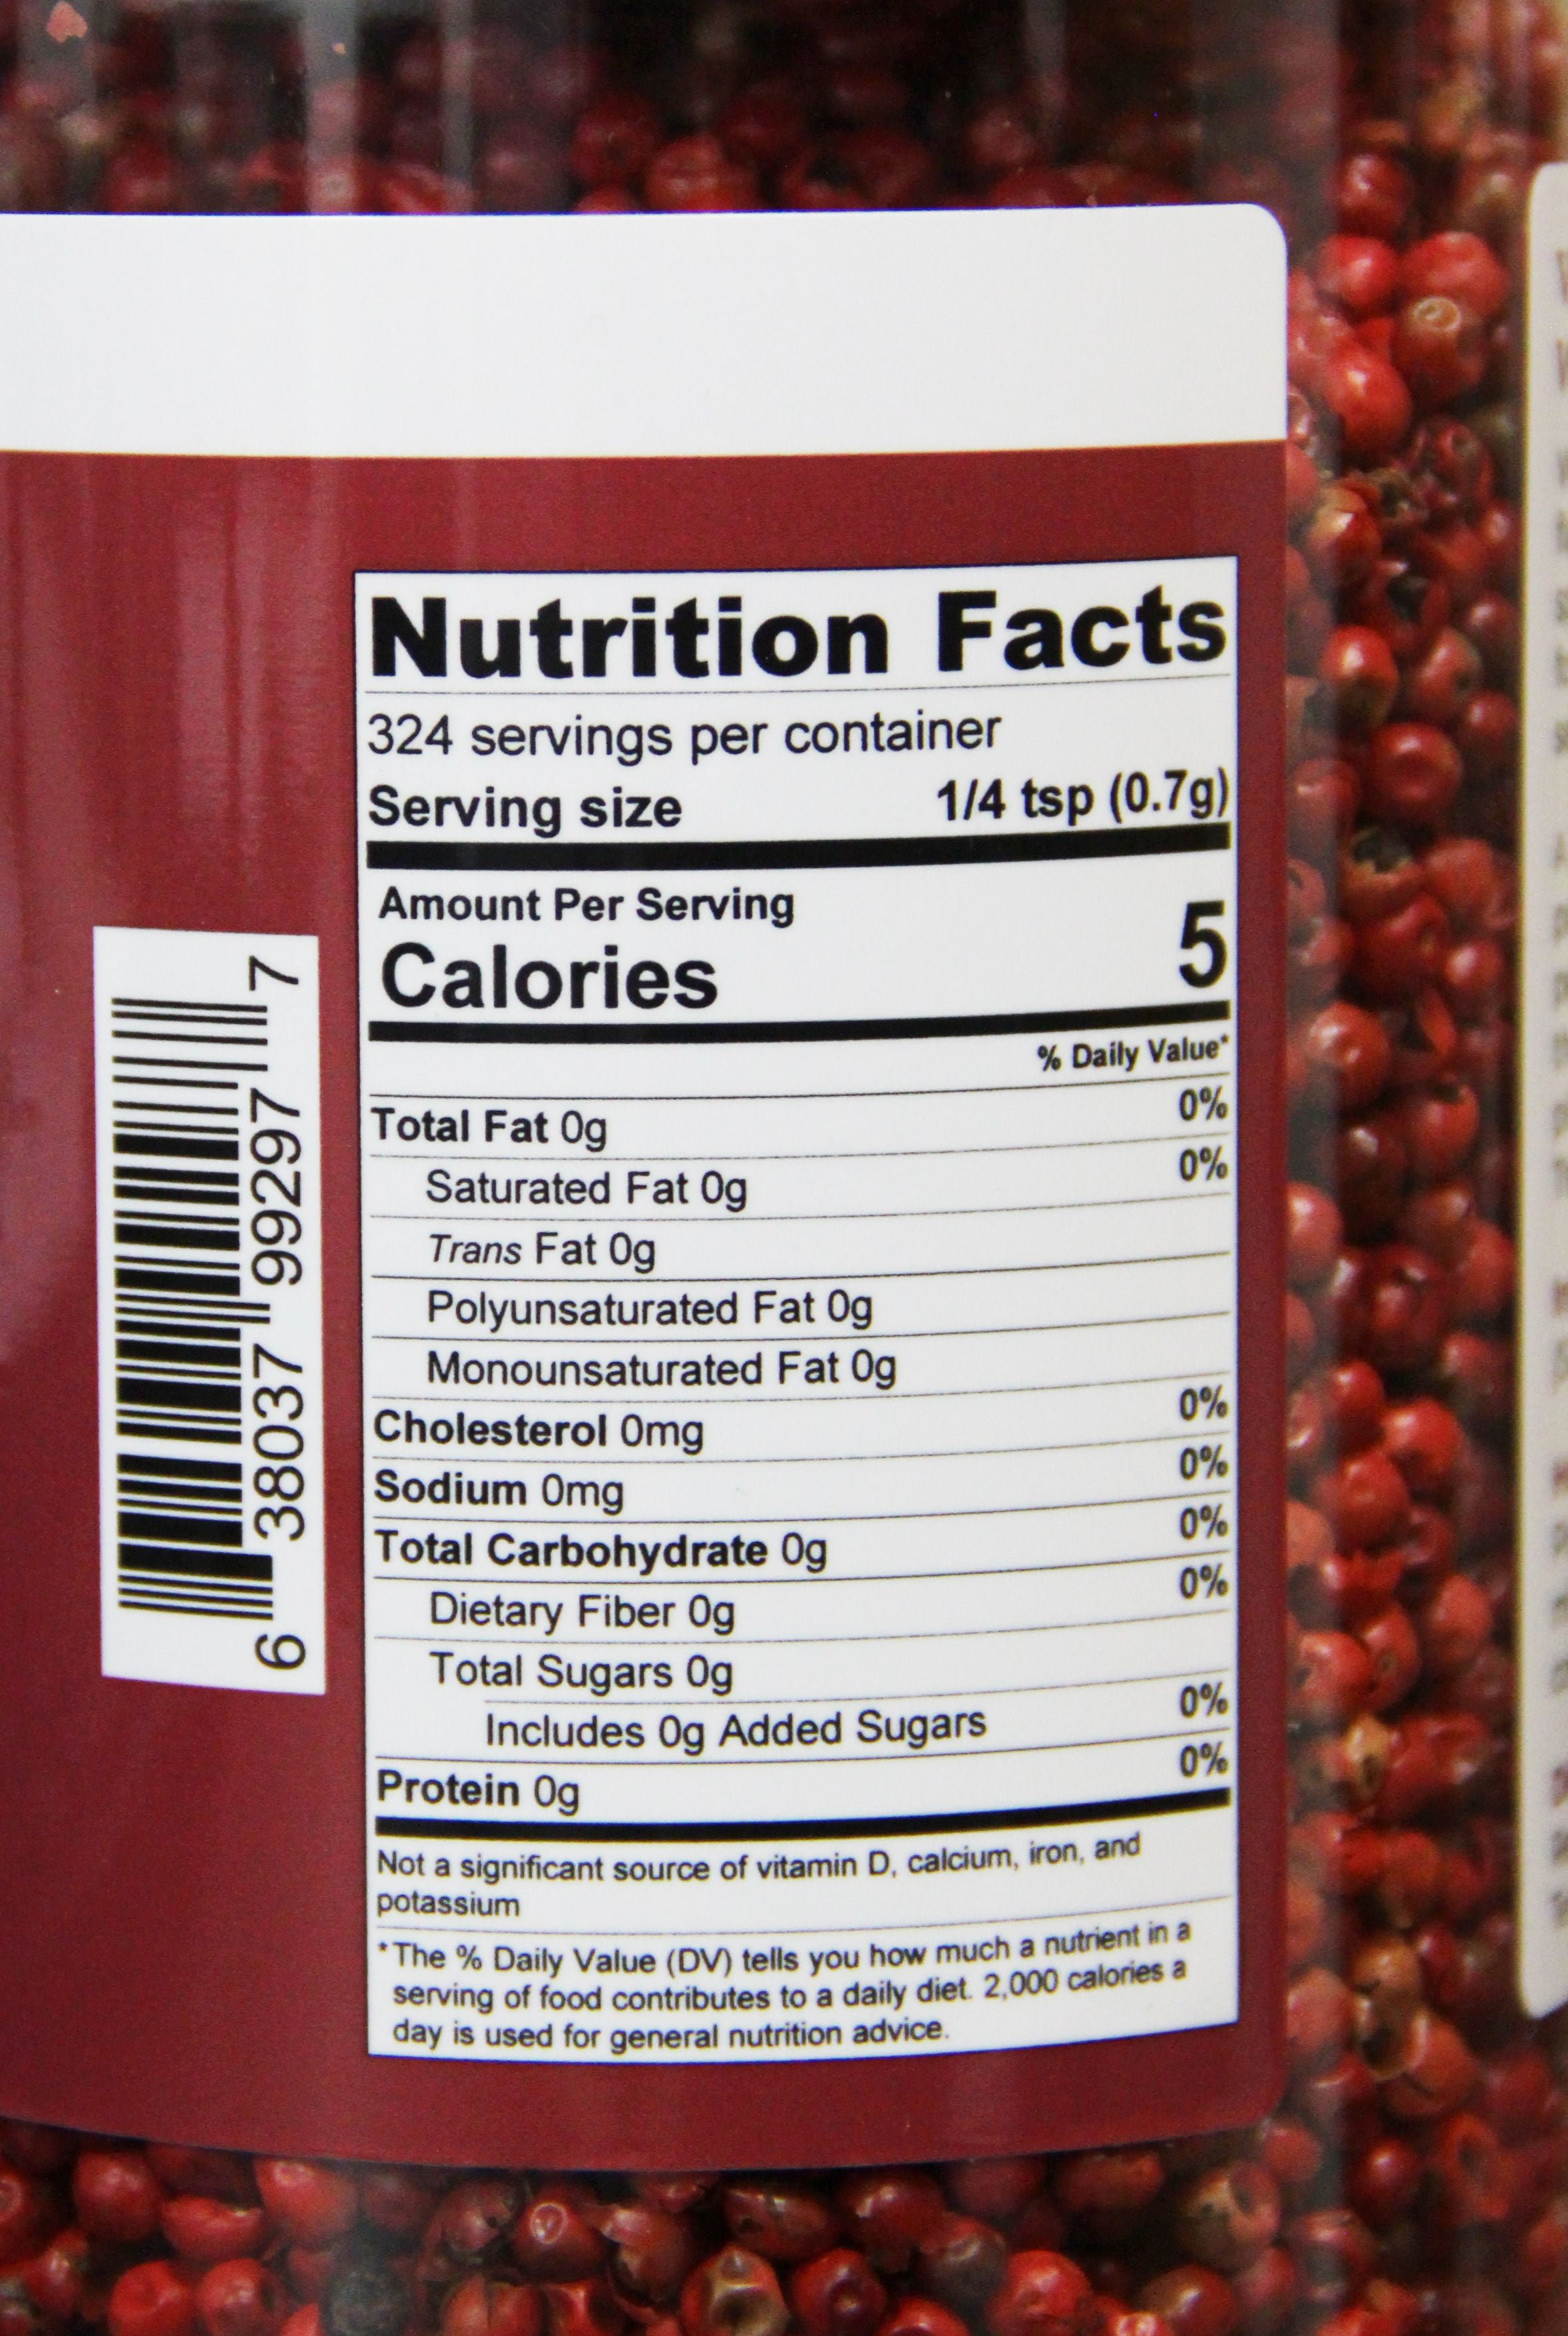 Nutrition Facts
324 servings per container
Serving size 1/4 tsp (0.7g)
Amount Per Serving
Calories 5
% Daily Value*
Total Fat 0g 0%
Saturated Fat 0g 0%
Trans Fat 0g
Polyunsaturated Fat 0g
Monounsaturated Fat 0g
Cholesterol 0mg 0%
Sodium 0mg 0%
Total Carbohydrate 0g 0%
Dietary Fiber 0g 0%
Total Sugars 0g
Includes 0g Added Sugars 0%
Protein 0g 0%
Not a significant source of vitamin D, calcium, iron, and
potassium
*The % Daily Value (DV) tells you how much a nutrient in a
serving of food contributes to a daily diet. 2,000 calories a
day is used for general nutrition advice.
6 38037 99297 7